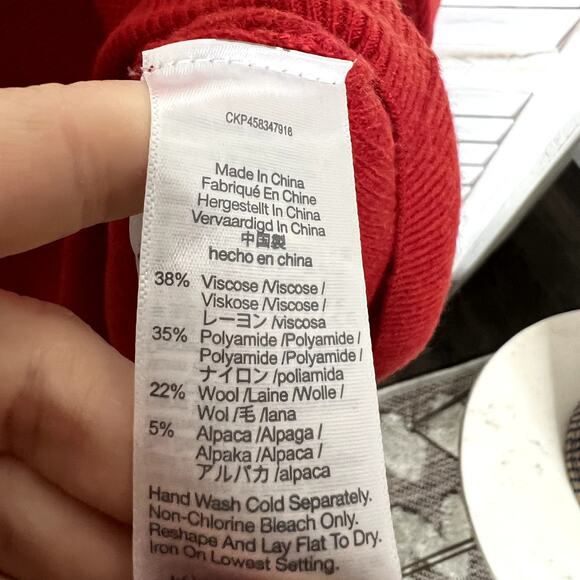 CKP458347918
Made In China
Fabriqué En Chine
Hergestellt In China
Vervaardigd In China
中国製
hecho en china
38% Viscose /Viscose /
Viskose /Viscose /
レーヨン /viscosa
35% Polyamide /Polyamide /
Polyamide /Polyamide /
ナイロン /poliamida
22% Wool /Laine /Wolle /
Wol /毛 /lana
5% Alpaca /Alpaga /
Alpaka /Alpaca /
アルパカ /alpaca
Hand Wash Cold Separately.
Non-Chlorine Bleach Only.
Reshape And Lay Flat To Dry.
Iron On Lowest Setting.